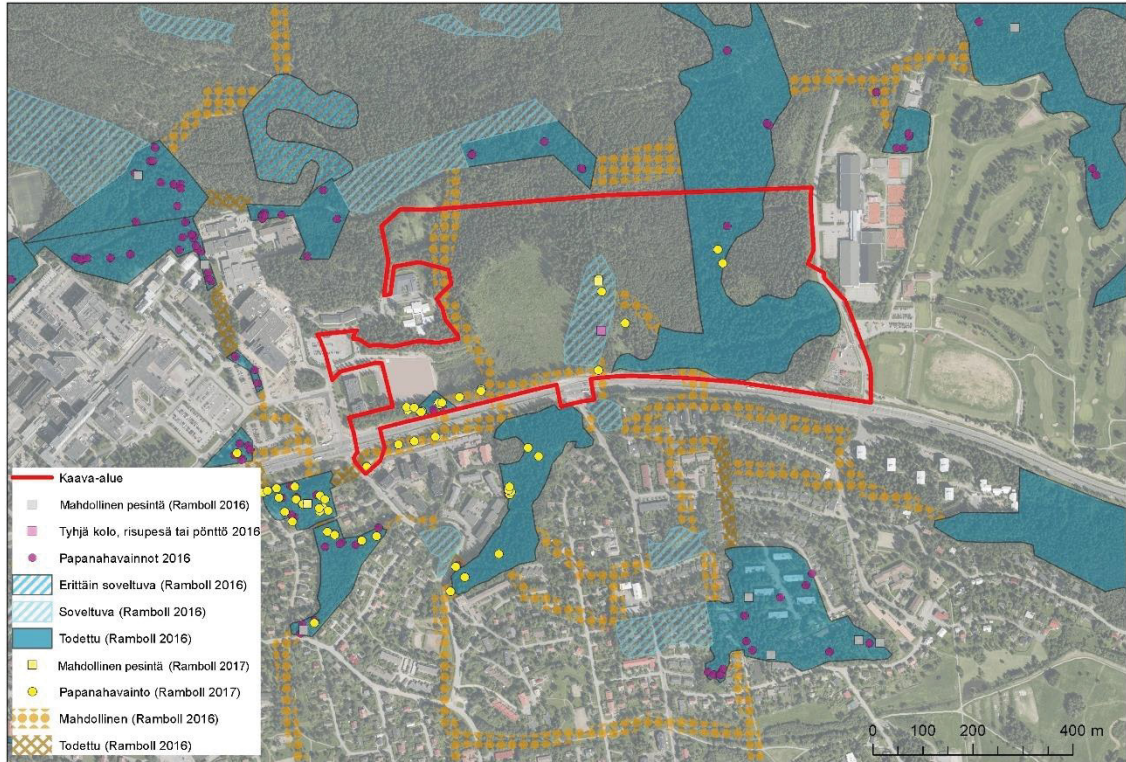 Kaava-alue
Mahdollinen pesintä (Ramboll 2016)
Tyhjä kolo, risupesä tai pönttö 2016
Papanahavainnot 2016
Erittäin soveltuva (Ramboll 2016)
Soveltuva (Ramboll 2016)
Todettu (Ramboll 2016)
Mahdollinen pesintä (Ramboll 2017)
Papanahavainto (Ramboll 2017)
Mahdollinen (Ramboll 2016)
Todettu (Ramboll 2016)
0 100 200 400 m